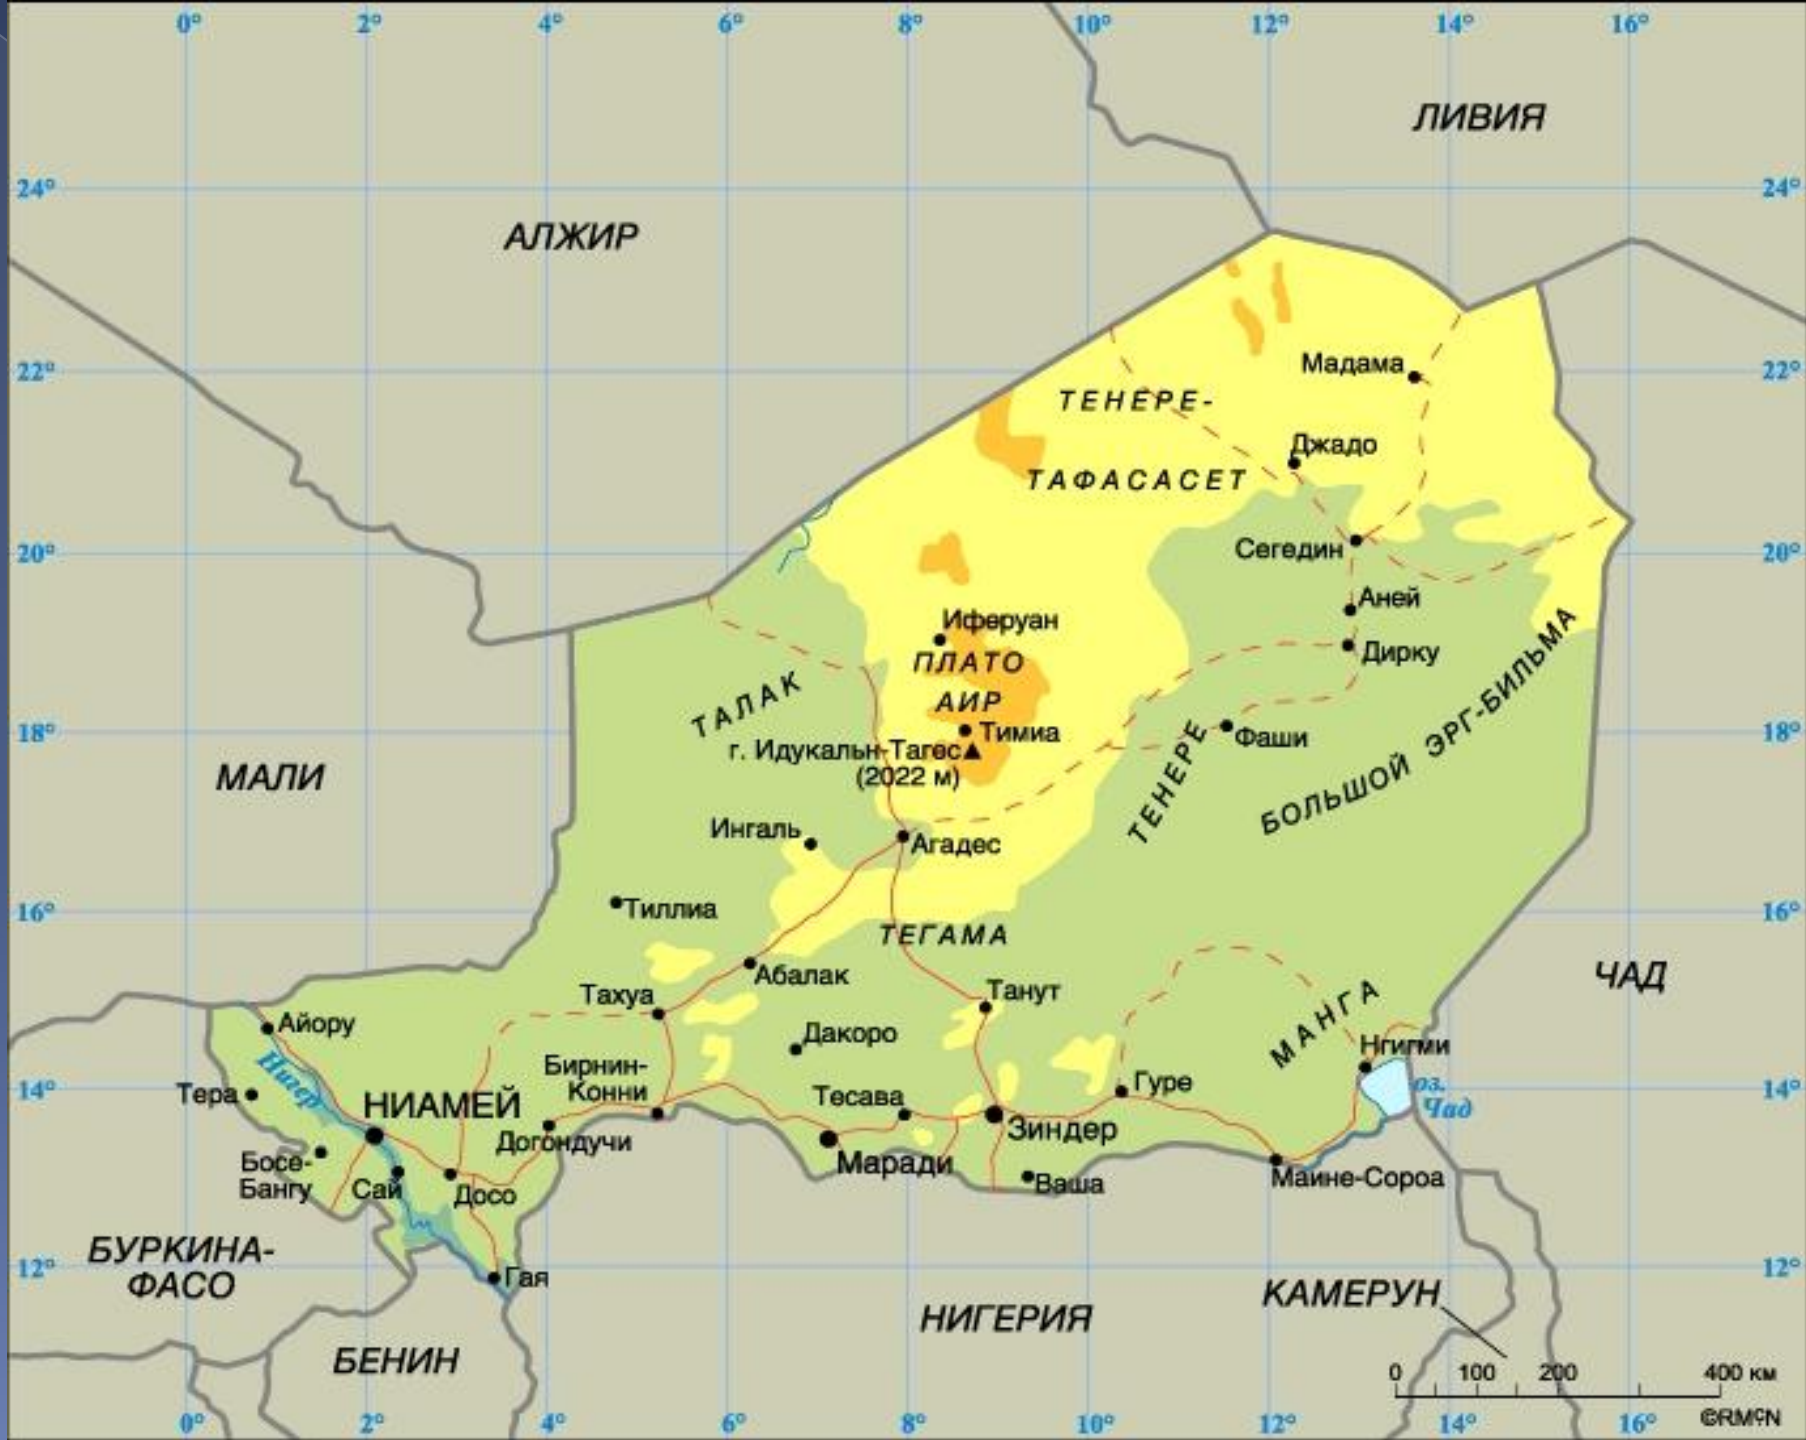 0° 2° 4° 6° 8° 10° 12° 14° 16°
ЛИВИЯ
24° 24°
АЛЖИР
Мадама
22° 22°
ТЕНЕРЕ-
Джадо
ТАФАСАСЕТ
20° 20°
Сегедин
Аней
Иферуан
Дирку
ПЛАТО
АИР
ТАЛАК
БОЛЬШОЙ ЭРГ-БИЛЬМА
18° 18°
Тимиа
Фаши
г. Идукальн-Тагес
(2022 м)
МАЛИ
ТЕНЕРЕ
Ингаль
Агадес
16° 16°
Тиллиа
ТЕГАМА
Абалак
ЧАД
Тахуа
Танут
МАНГА
Айору
Дакоро
Нгигми
Нигер
Бирнин-
Конни
14° 14°
Гуре
оз.
Чад
Тера
НИАМЕЙ
Тесава
Догондучи
Зиндер
Босе-
Бангу
Маради
Сай
Досо
Ваша
Маине-Сороа
БУРКИНА-
ФАСО
12° 12°
Гая
КАМЕРУН
НИГЕРИЯ
БЕНИН
0 100 200 400 км
0° 2° 4° 6° 8° 10° 12° 14° 16°
©RMCN